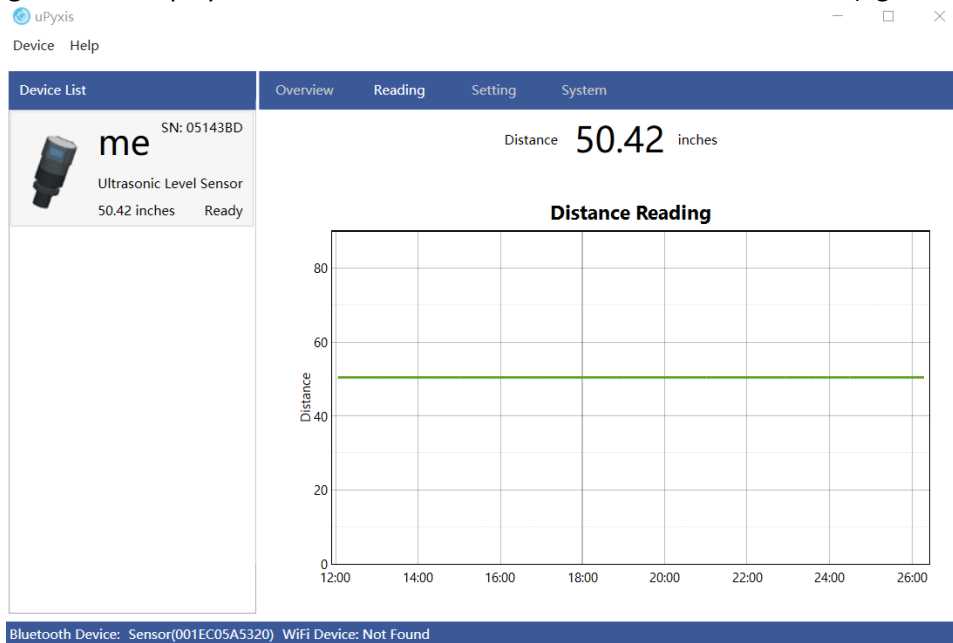 uPyxis
Device Help
Device List
Overview Reading Setting System
SN: 05143BD
me
Ultrasonic Level Sensor
50.42 inches Ready
Distance 50.42 inches
Distance Reading
80
60
40
20
0
Distance
12:00 14:00 16:00 18:00 20:00 22:00 24:00 26:00
Bluetooth Device: Sensor(001EC05A5320) WiFi Device: Not Found